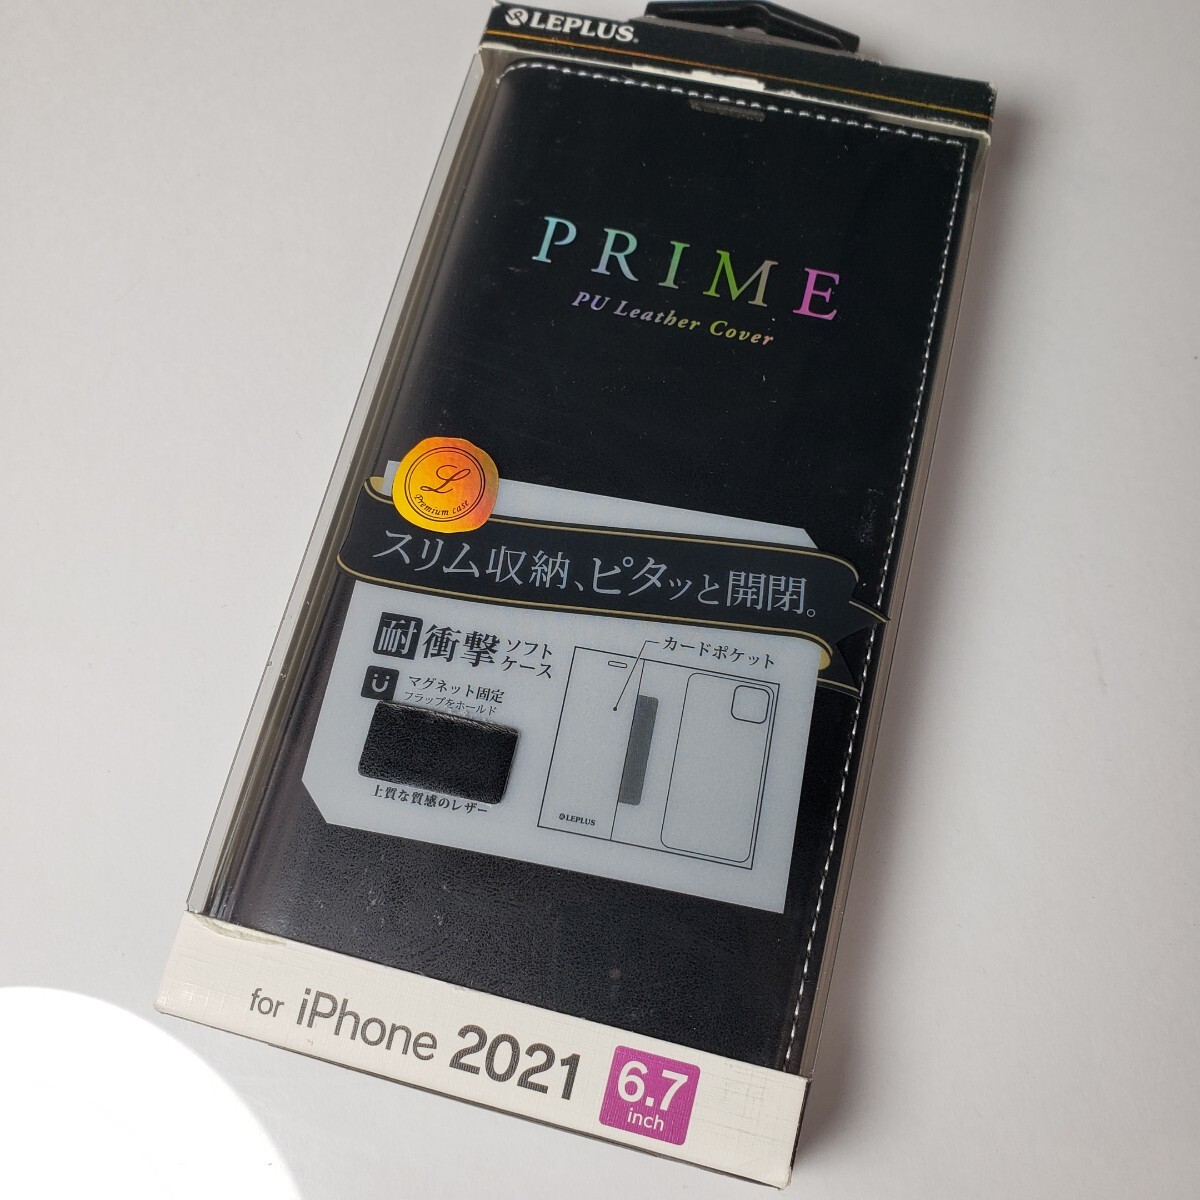 LEPLUS
PRIME
PU Leather Cover
L
Premium case
スリム収納、ピタッと開閉。
耐衝撃 ソフト
ケース
マグネット固定
フラップをホールド
上質な質感のレザー
カードポケット
LEPLUS
for iPhone 2021
6.7
inch